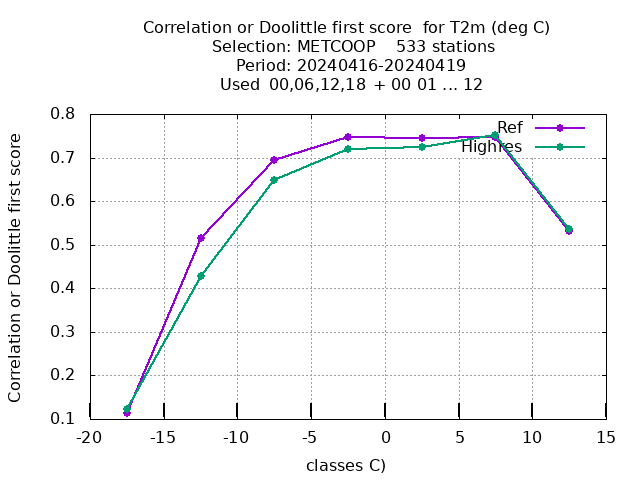 Correlation or Doolittle first score  for T2m (deg C)
Selection: METCOOP    533 stations
Period: 20240416-20240419
Used  00,06,12,18  + 00 01 ... 12
Correlation or Doolittle first score
0.8
0.7
0.6
0.5
0.4
0.3
0.2
0.1
Ref
Highres
-20 -15 -10 -5 0 5 10 15
classes C)